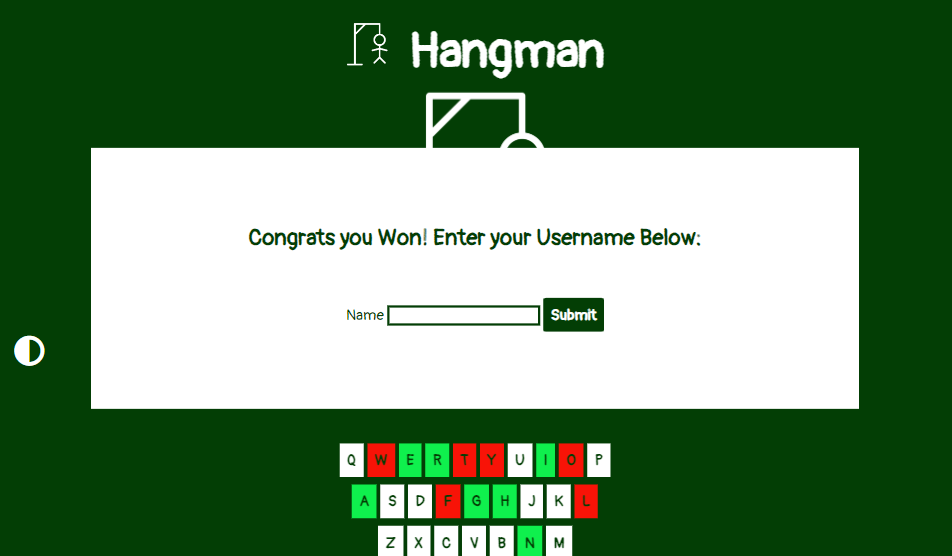 Hangman
Congrats you Won! Enter your Username Below:
Name Submit
Q W E R T Y U I O P
A S D F G H J K L
Z X C V B N M